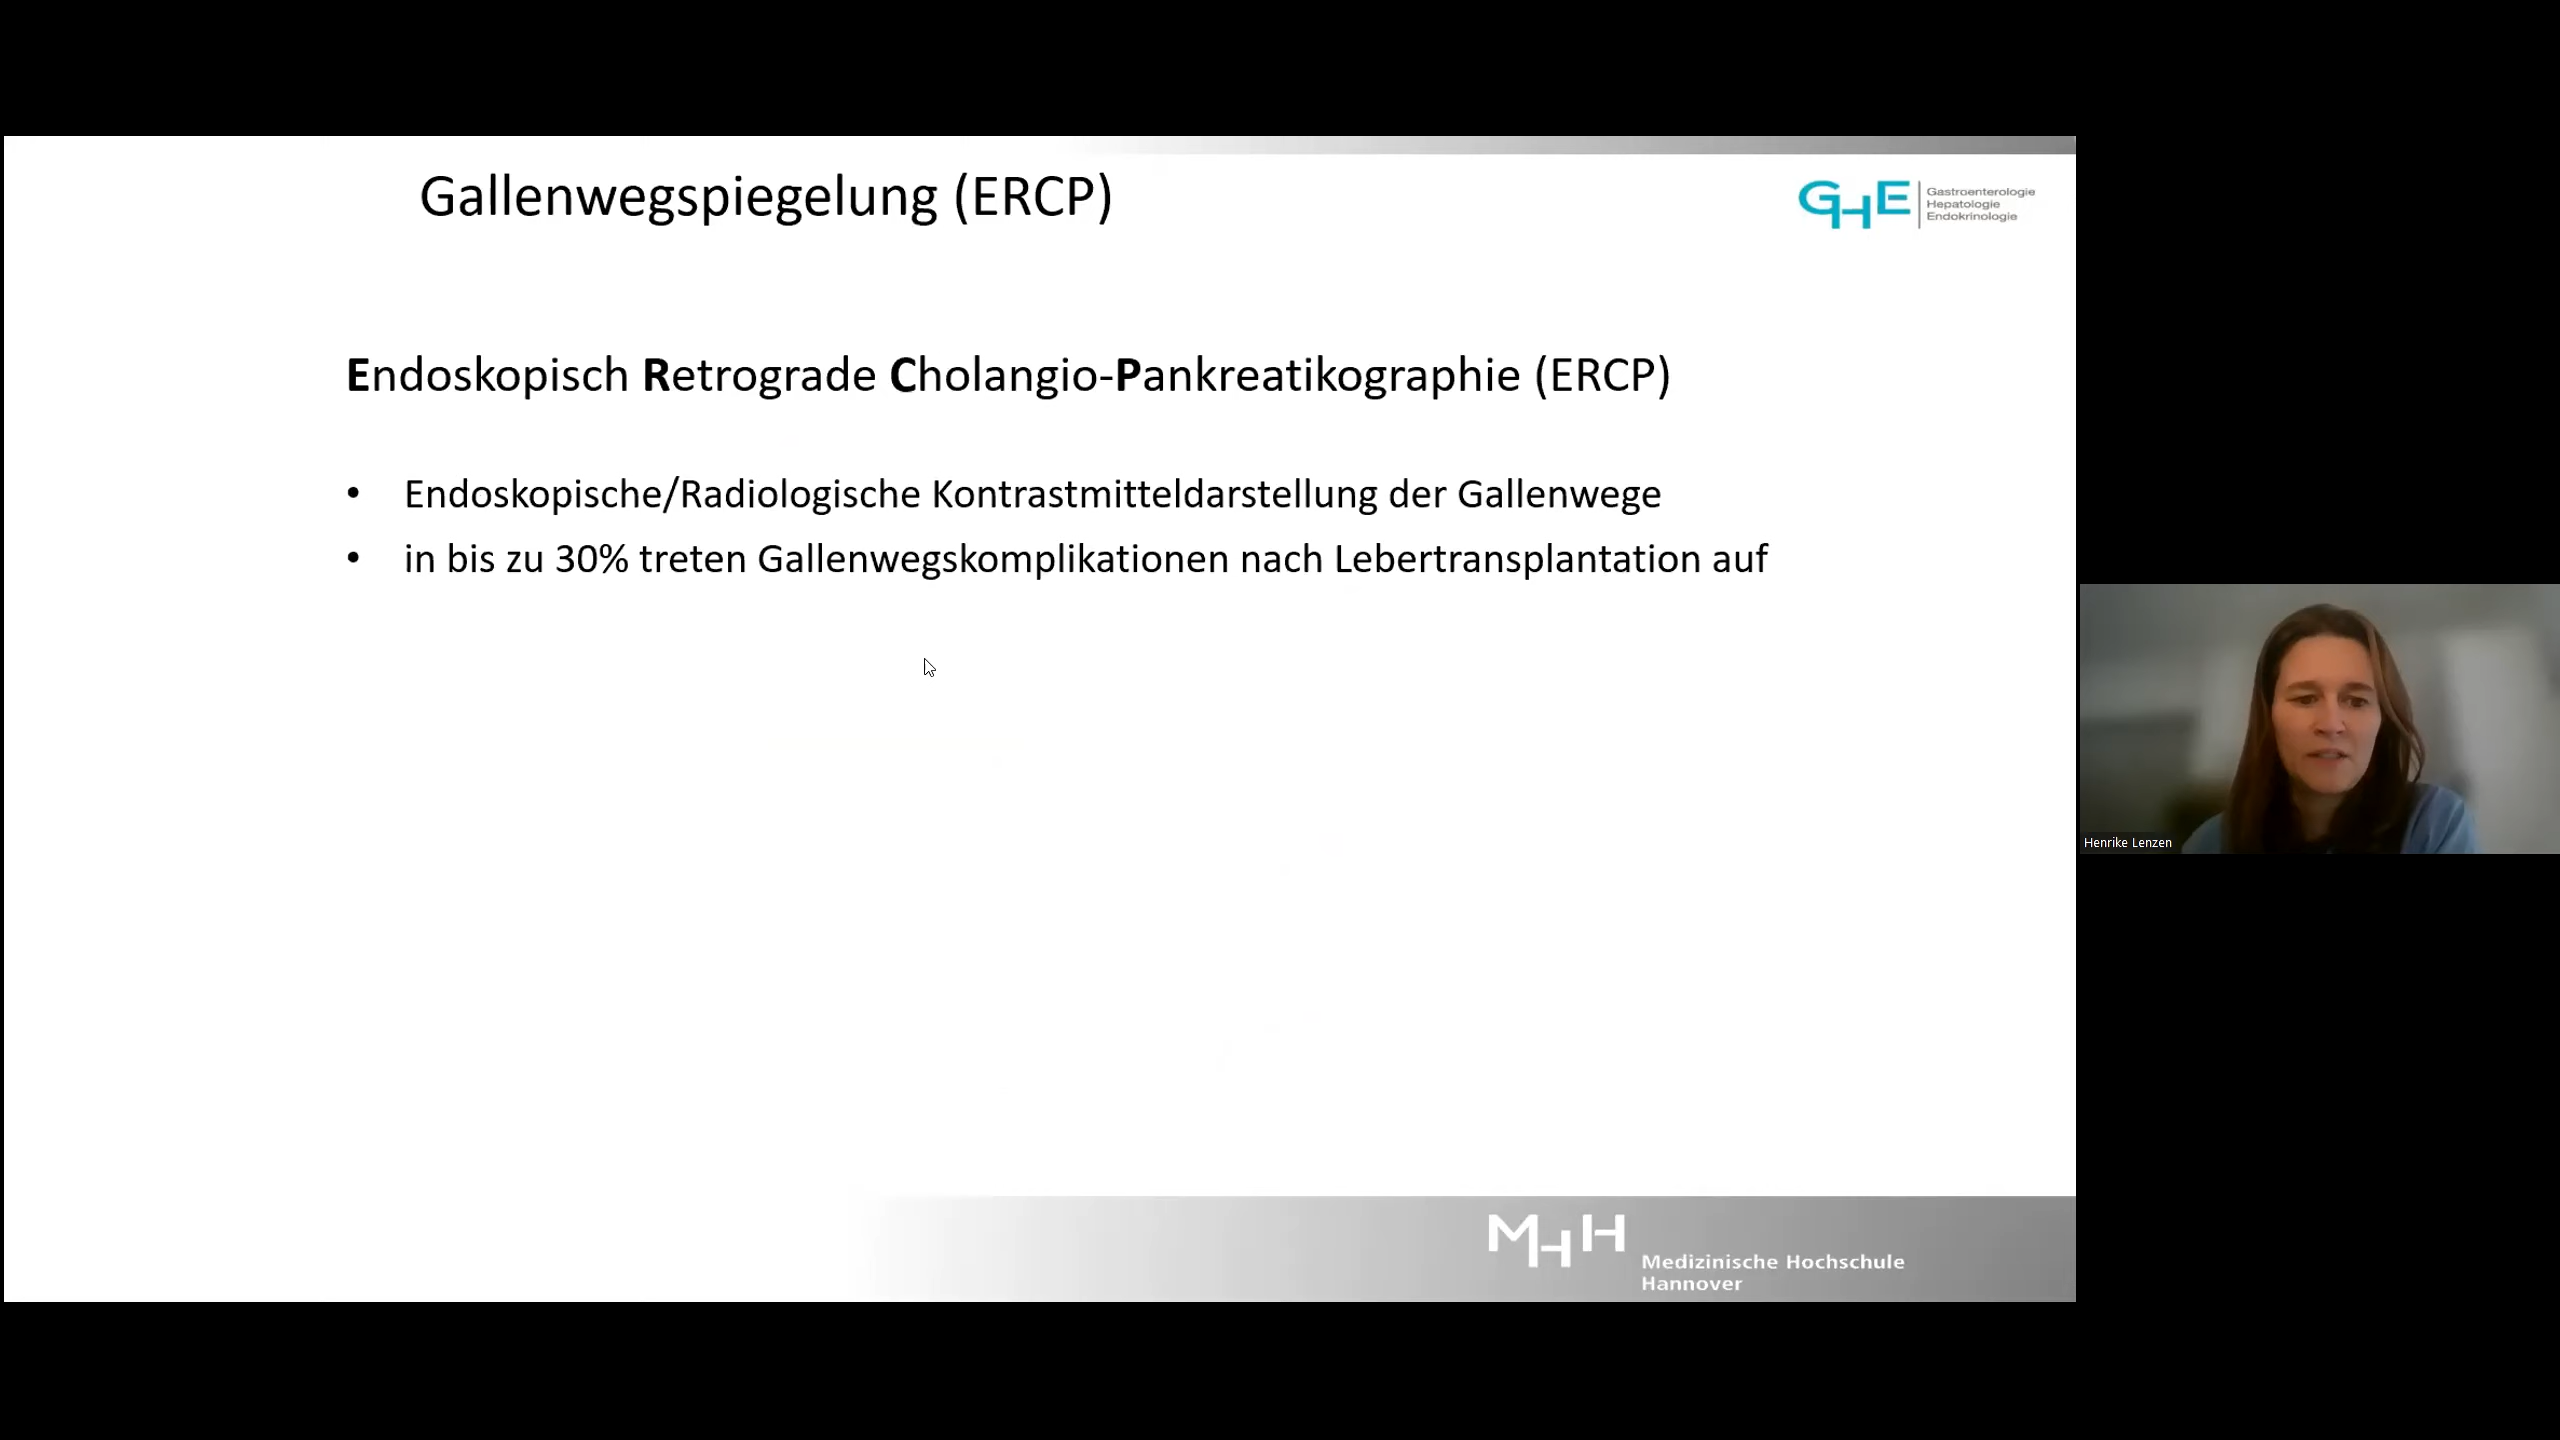 Gallenwegspiegelung (ERCP)
GHE
Gastroenterologie
Hepatologie
Endokrinologie
Endoskopisch Retrograde Cholangio-Pankreatikographie (ERCP)
• Endoskopische/Radiologische Kontrastmitteldarstellung der Gallenwege
• in bis zu 30% treten Gallenwegskomplikationen nach Lebertransplantation auf
Henrike Lenzen
MHH
Medizinische Hochschule
Hannover